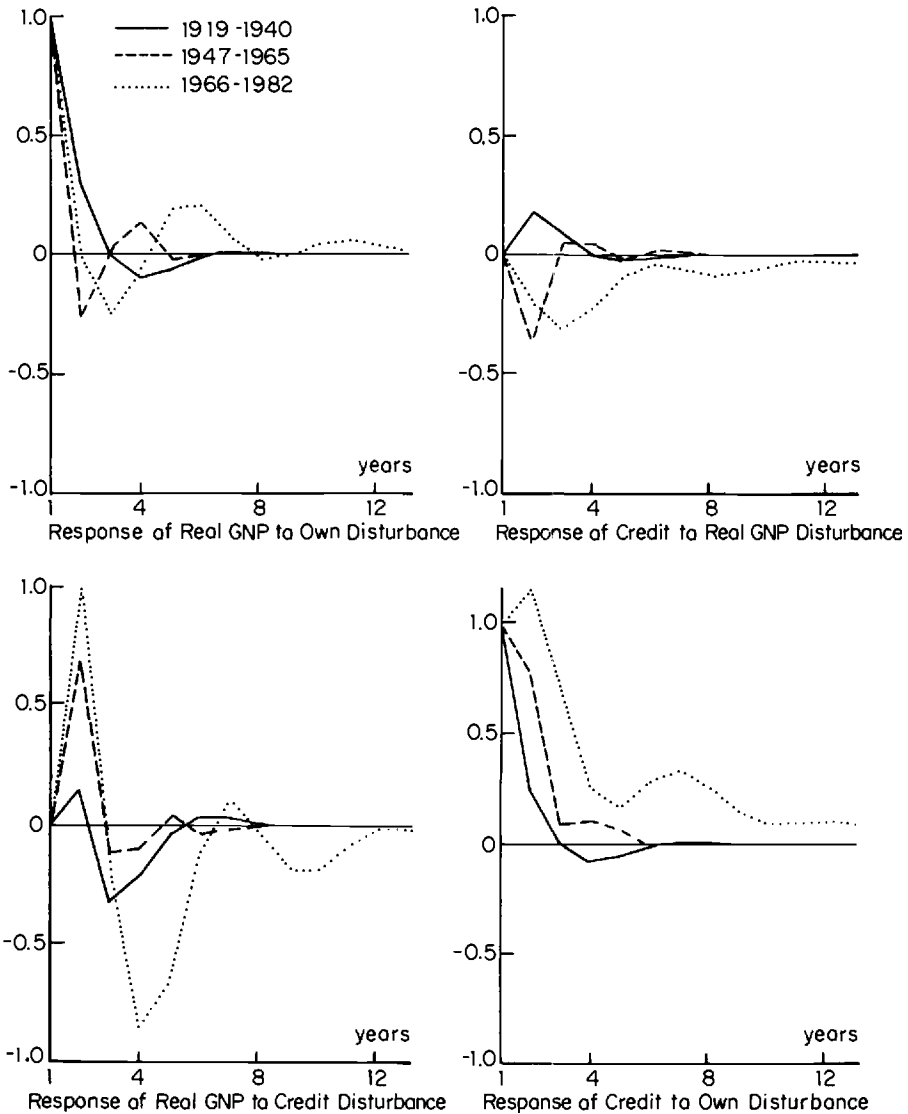 1.0
1919-1940
1947-1965
1966-1982
0.5
0
-0.5
-1.0
years
1 4 8 12
Response of Real GNP to Own Disturbance
1.0
0.5
0
-0.5
-1.0
years
1 4 8 12
Response of Credit to Real GNP Disturbance
1.0
0.5
0
-0.5
-1.0
years
1 4 8 12
Response of Real GNP to Credit Disturbance
1.0
0.5
0
-0.5
-1.0
years
1 4 8 12
Response of Credit to Own Disturbance